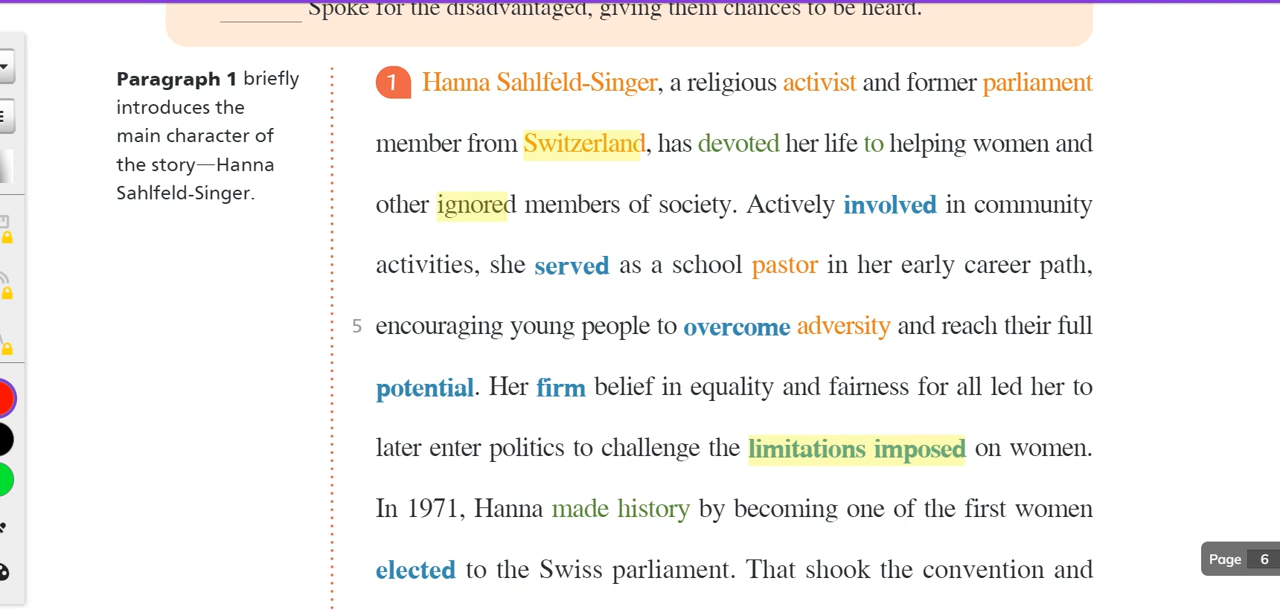 Spoke for the disadvantaged, giving them chances to be heard.
Paragraph 1 briefly
introduces the
main character of
the story—Hanna
Sahlfeld-Singer.
1 Hanna Sahlfeld-Singer, a religious activist and former parliament
member from Switzerland, has devoted her life to helping women and
other ignored members of society. Actively involved in community
activities, she served as a school pastor in her early career path,
5 encouraging young people to overcome adversity and reach their full
potential. Her firm belief in equality and fairness for all led her to
later enter politics to challenge the limitations imposed on women.
In 1971, Hanna made history by becoming one of the first women
elected to the Swiss parliament. That shook the convention and
Page 6